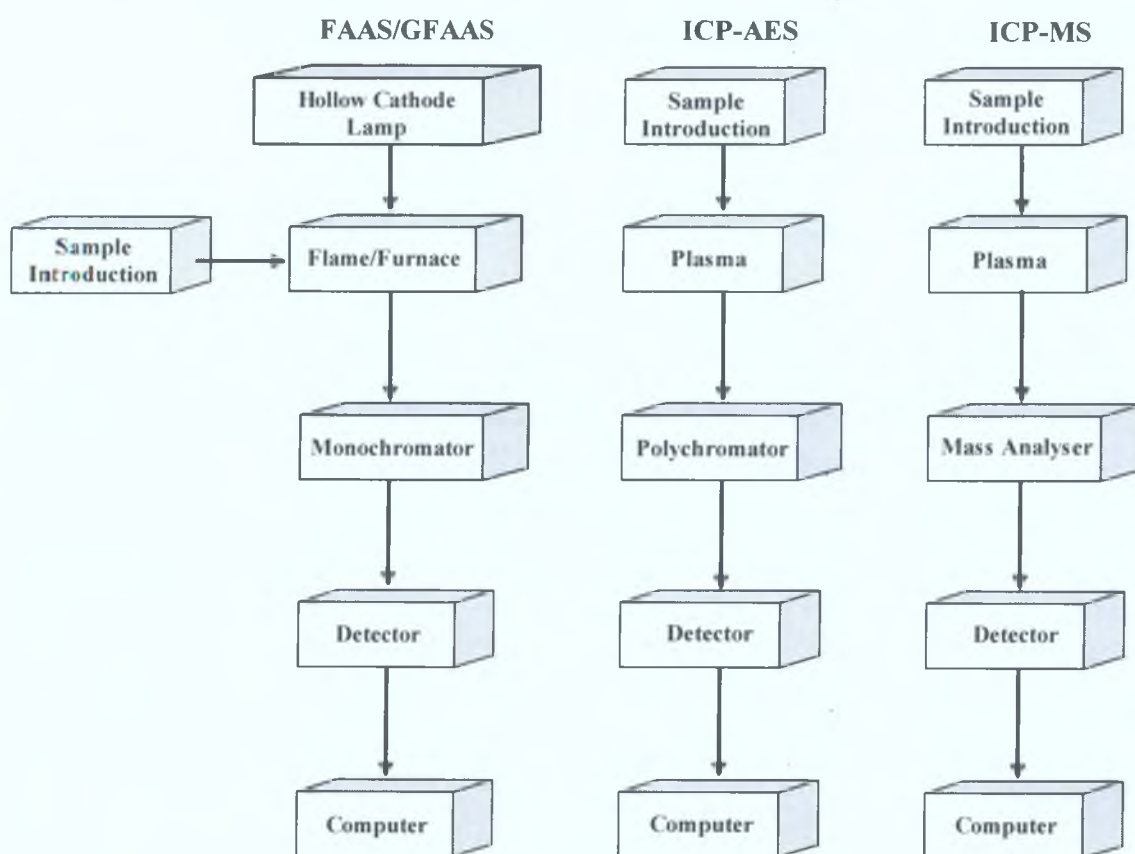 FAAS/GFAAS
ICP-AES
ICP-MS
Hollow Cathode
Lamp
Sample
Introduction
Sample
Introduction
Sample
Introduction
Flame/Furnace
Plasma
Plasma
Monochromator
Polychromator
Mass Analyser
Detector
Detector
Detector
Computer
Computer
Computer